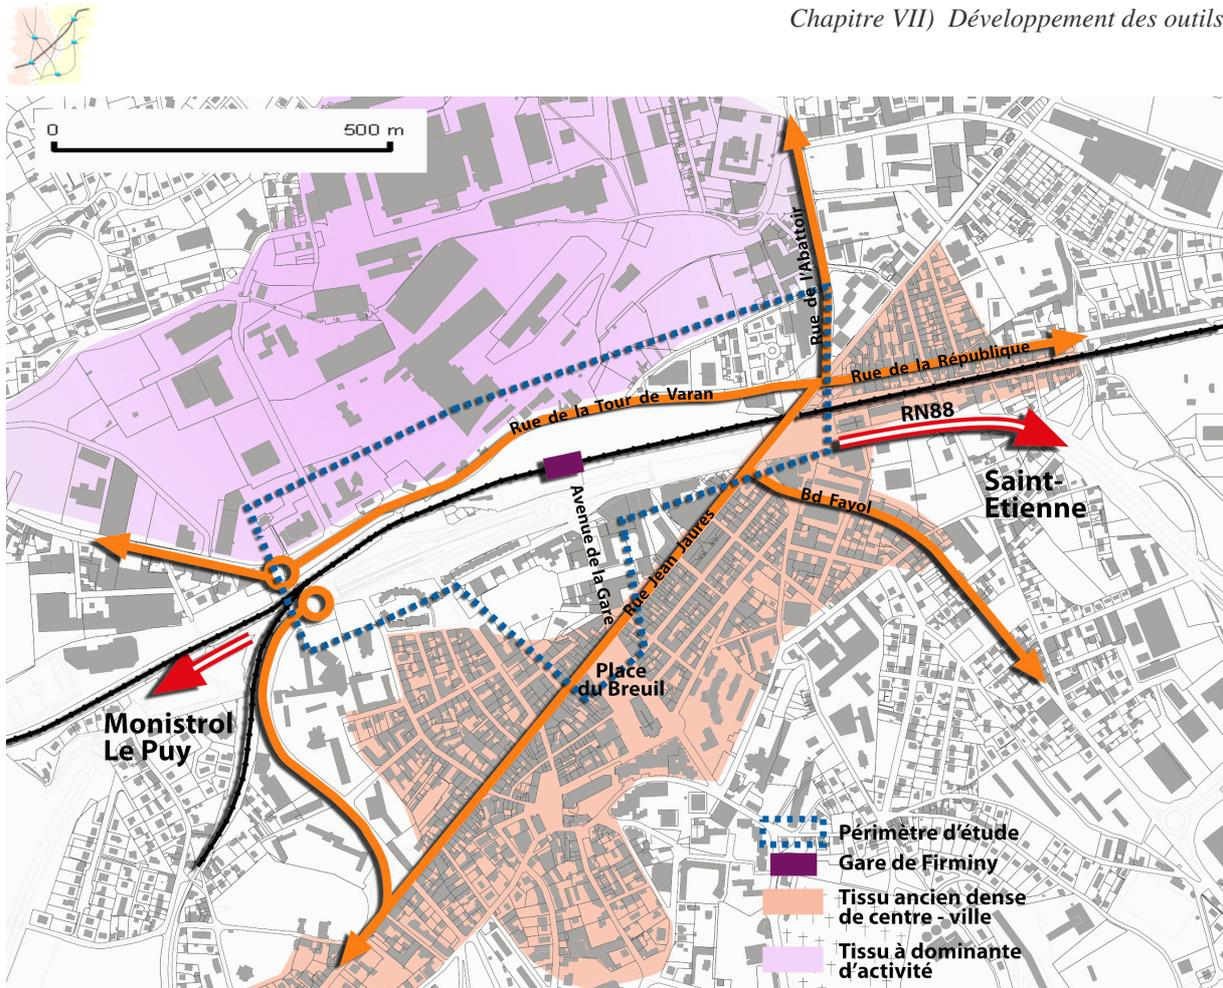 Chapitre VII) Développement des outils
0 500 m
Rue de l'Abattoir
Rue de la République
Rue de la Tour de Varan
RN88
Saint-
Etienne
Bd Fayol
Avenue de la Gare
Rue Jean Jaurès
Place
du Breuil
Monistrol
Le Puy
Périmètre d'étude
Gare de Firminy
Tissu ancien dense
de centre - ville
Tissu à dominante
d'activité